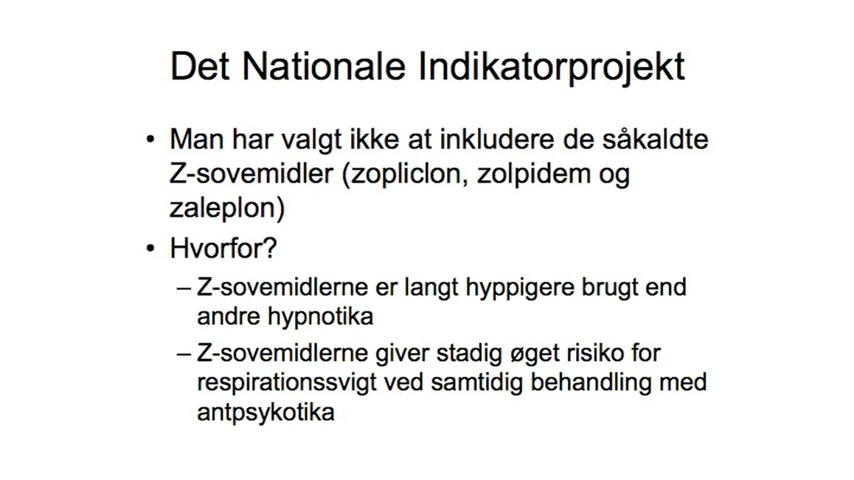 Det Nationale Indikatorprojekt
• Man har valgt ikke at inkludere de såkaldte
Z-sovemidler (zopliclon, zolpidem og
zaleplon)
• Hvorfor?
– Z-sovemidlerne er langt hyppigere brugt end
andre hypnotika
– Z-sovemidlerne giver stadig øget risiko for
respirationssvigt ved samtidig behandling med
antpsykotika